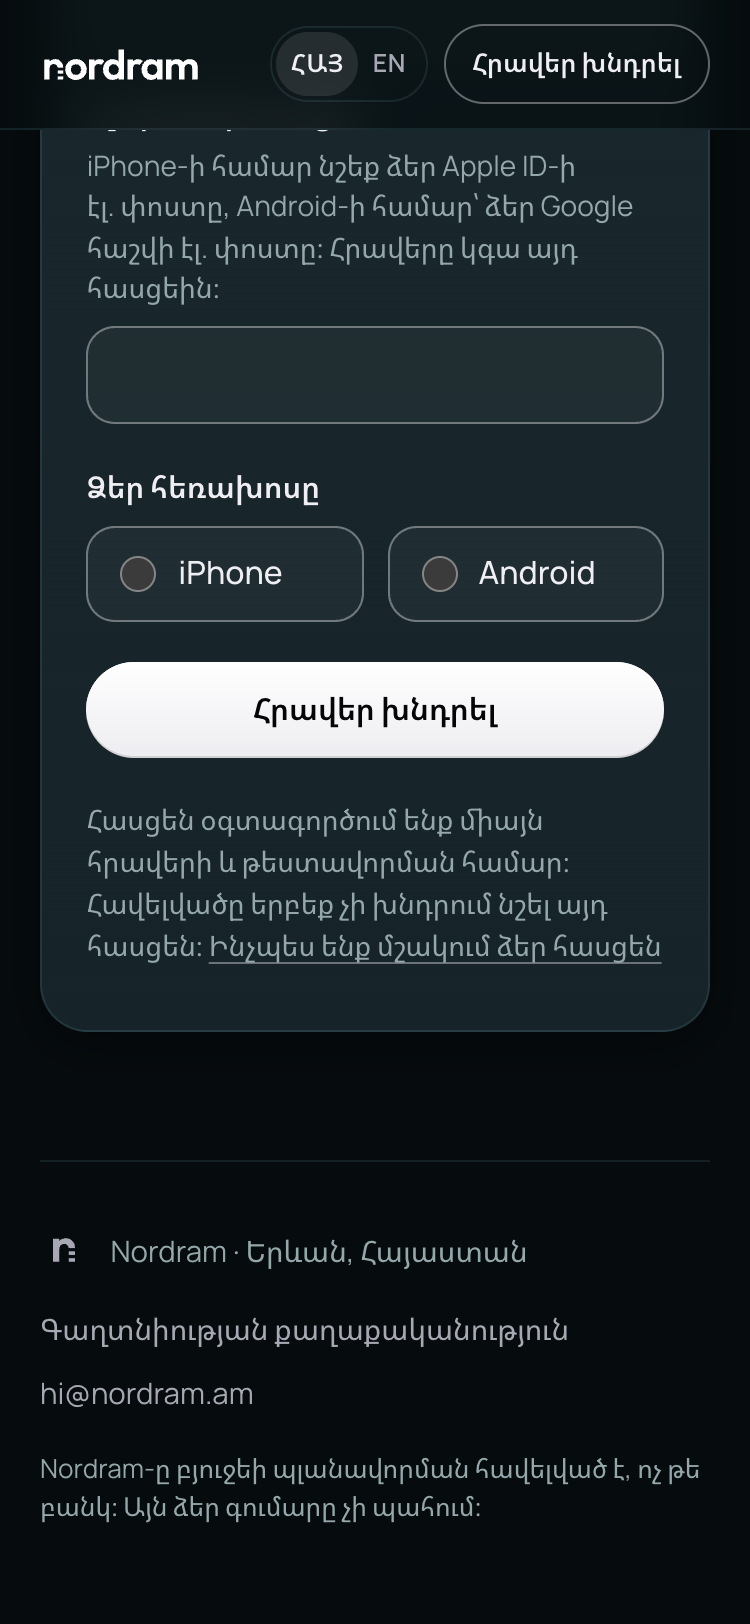 nordram
ՀԱՅ
EN
Հրավեր խնդրել
iPhone-ի համար նշեք ձեր Apple ID-ի
էլ. փոստը, Android-ի համար՝ ձեր Google
հաշվի էլ. փոստը: Հրավերը կգա այդ
հասցեին:
Ձեր հեռախոսը
iPhone
Android
Հրավեր խնդրել
Հասցեն օգտագործում ենք միայն
հրավերի և թեստավորման համար:
Հավելվածը երբեք չի խնդրում նշել այդ
հասցեն: Ինչպես ենք մշակում ձեր հասցեն
n Nordram · Երևան, Հայաստան
Գաղտնիության քաղաքականություն
hi@nordram.am
Nordram-ը բյուջեի պլանավորման հավելված է, ոչ թե
բանկ: Այն ձեր գումարը չի պահում: